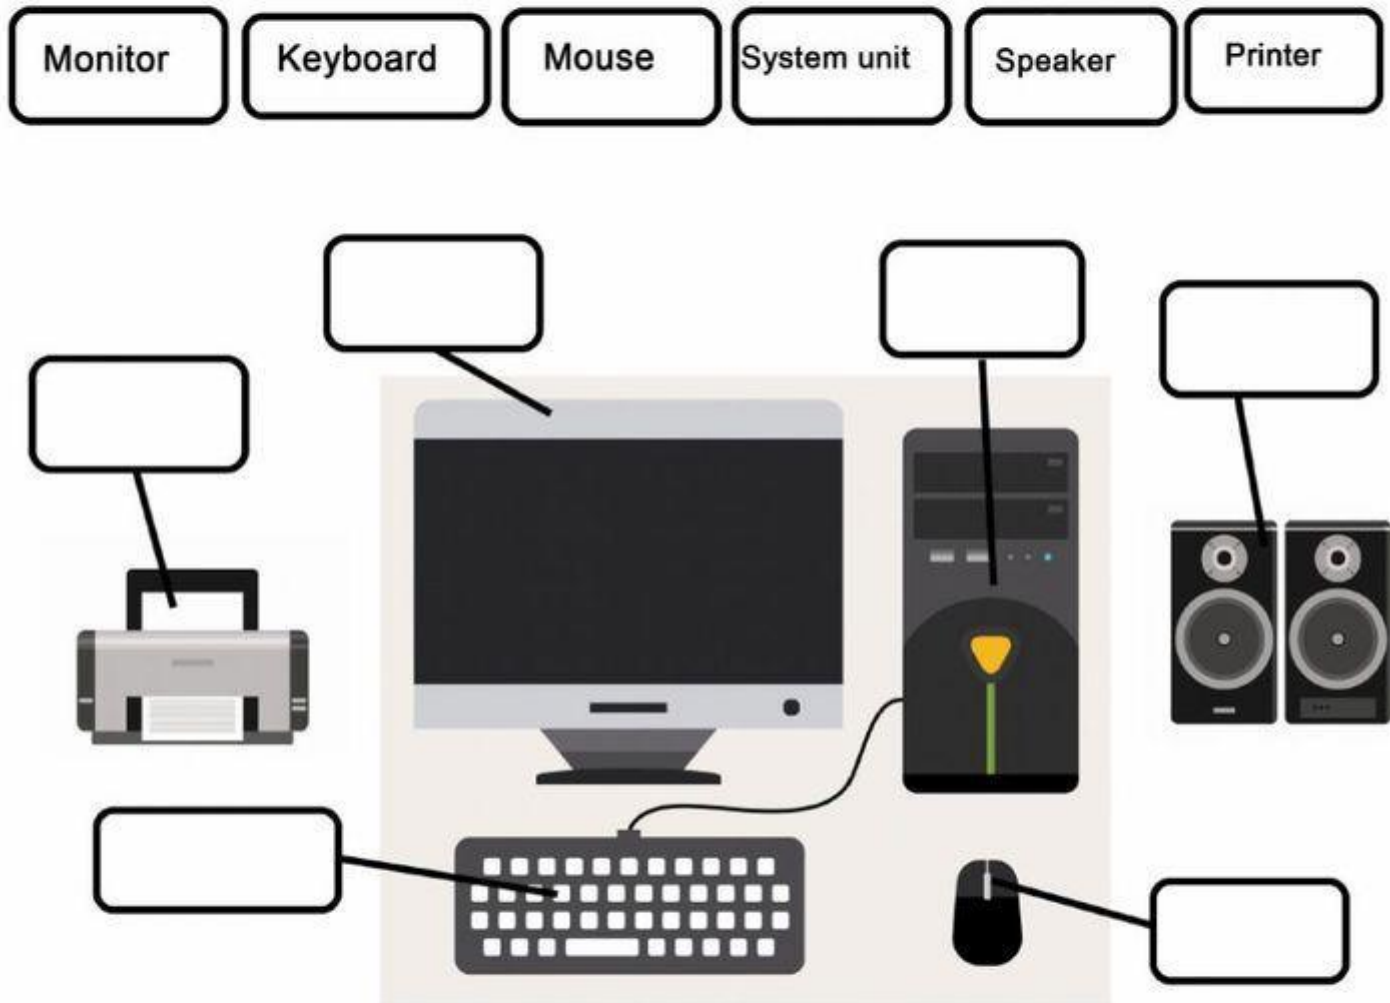 Monitor
Keyboard
Mouse
System unit
Speaker
Printer